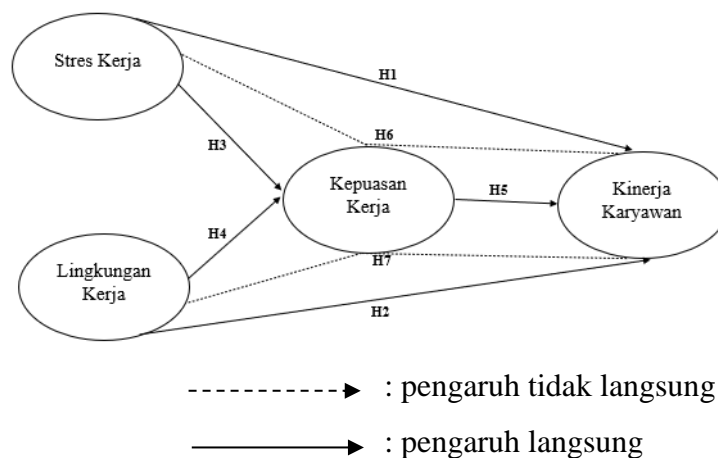 Stres Kerja
H1
H3
H6
Kepuasan
Kerja
H5
Kinerja
Karyawan
H4
Lingkungan
Kerja
H7
H2
: pengaruh tidak langsung
: pengaruh langsung